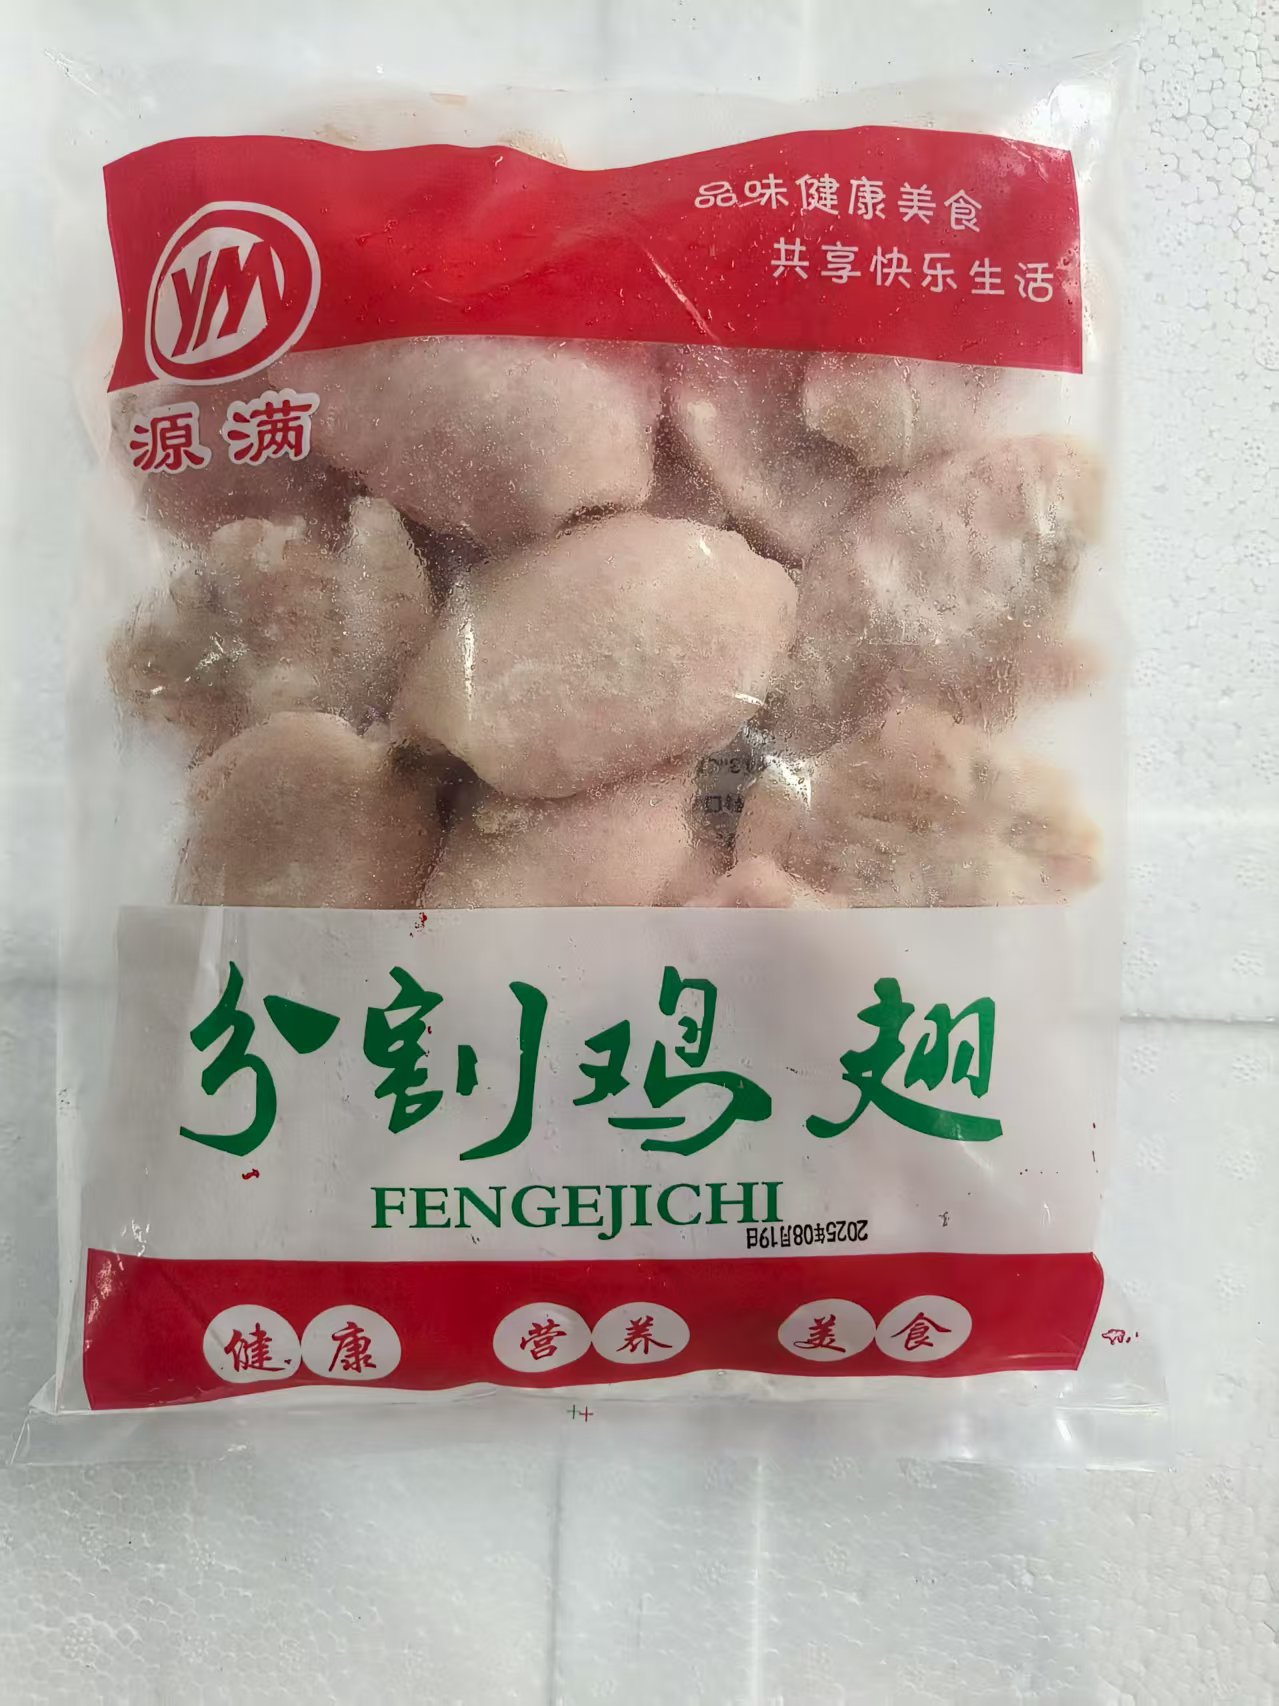 品味健康美食
共享快乐生活
YM
源满
分割鸡翅
FENGEJICHI
2025年08月19日
健康 营养 美食